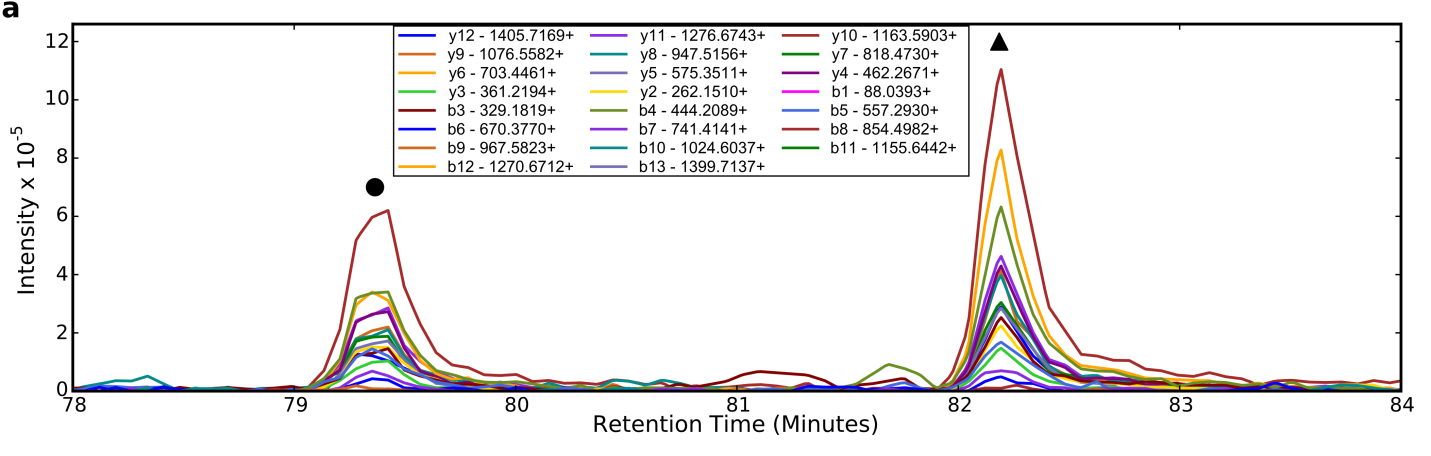 a
y12 - 1405.7169+ y11 - 1276.6743+ y10 - 1163.5903+
y9 - 1076.5582+ y8 - 947.5156+ y7 - 818.4730+
y6 - 703.4461+ y5 - 575.3511+ y4 - 462.2671+
y3 - 361.2194+ y2 - 262.1510+ b1 - 88.0393+
b3 - 329.1819+ b4 - 444.2089+ b5 - 557.2930+
b6 - 670.3770+ b7 - 741.4141+ b8 - 854.4982+
b9 - 967.5823+ b10 - 1024.6037+ b11 - 1155.6442+
b12 - 1270.6712+ b13 - 1399.7137+
12
10
8
6
4
2
0
Intensity x 10-5
78 79 80 81 82 83 84
Retention Time (Minutes)